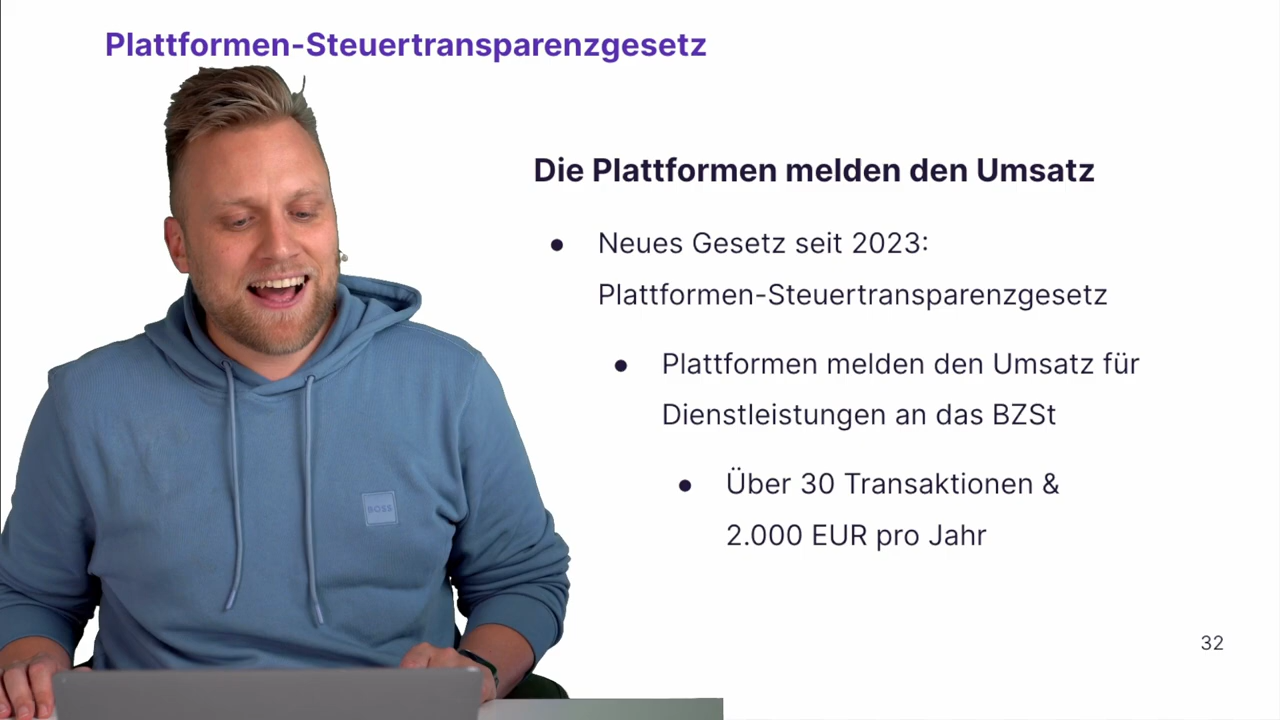 Plattformen-Steuertransparenzgesetz
Die Plattformen melden den Umsatz
● Neues Gesetz seit 2023:
Plattformen-Steuertransparenzgesetz
● Plattformen melden den Umsatz für
Dienstleistungen an das BZSt
● Über 30 Transaktionen &
2.000 EUR pro Jahr
BOSS
32